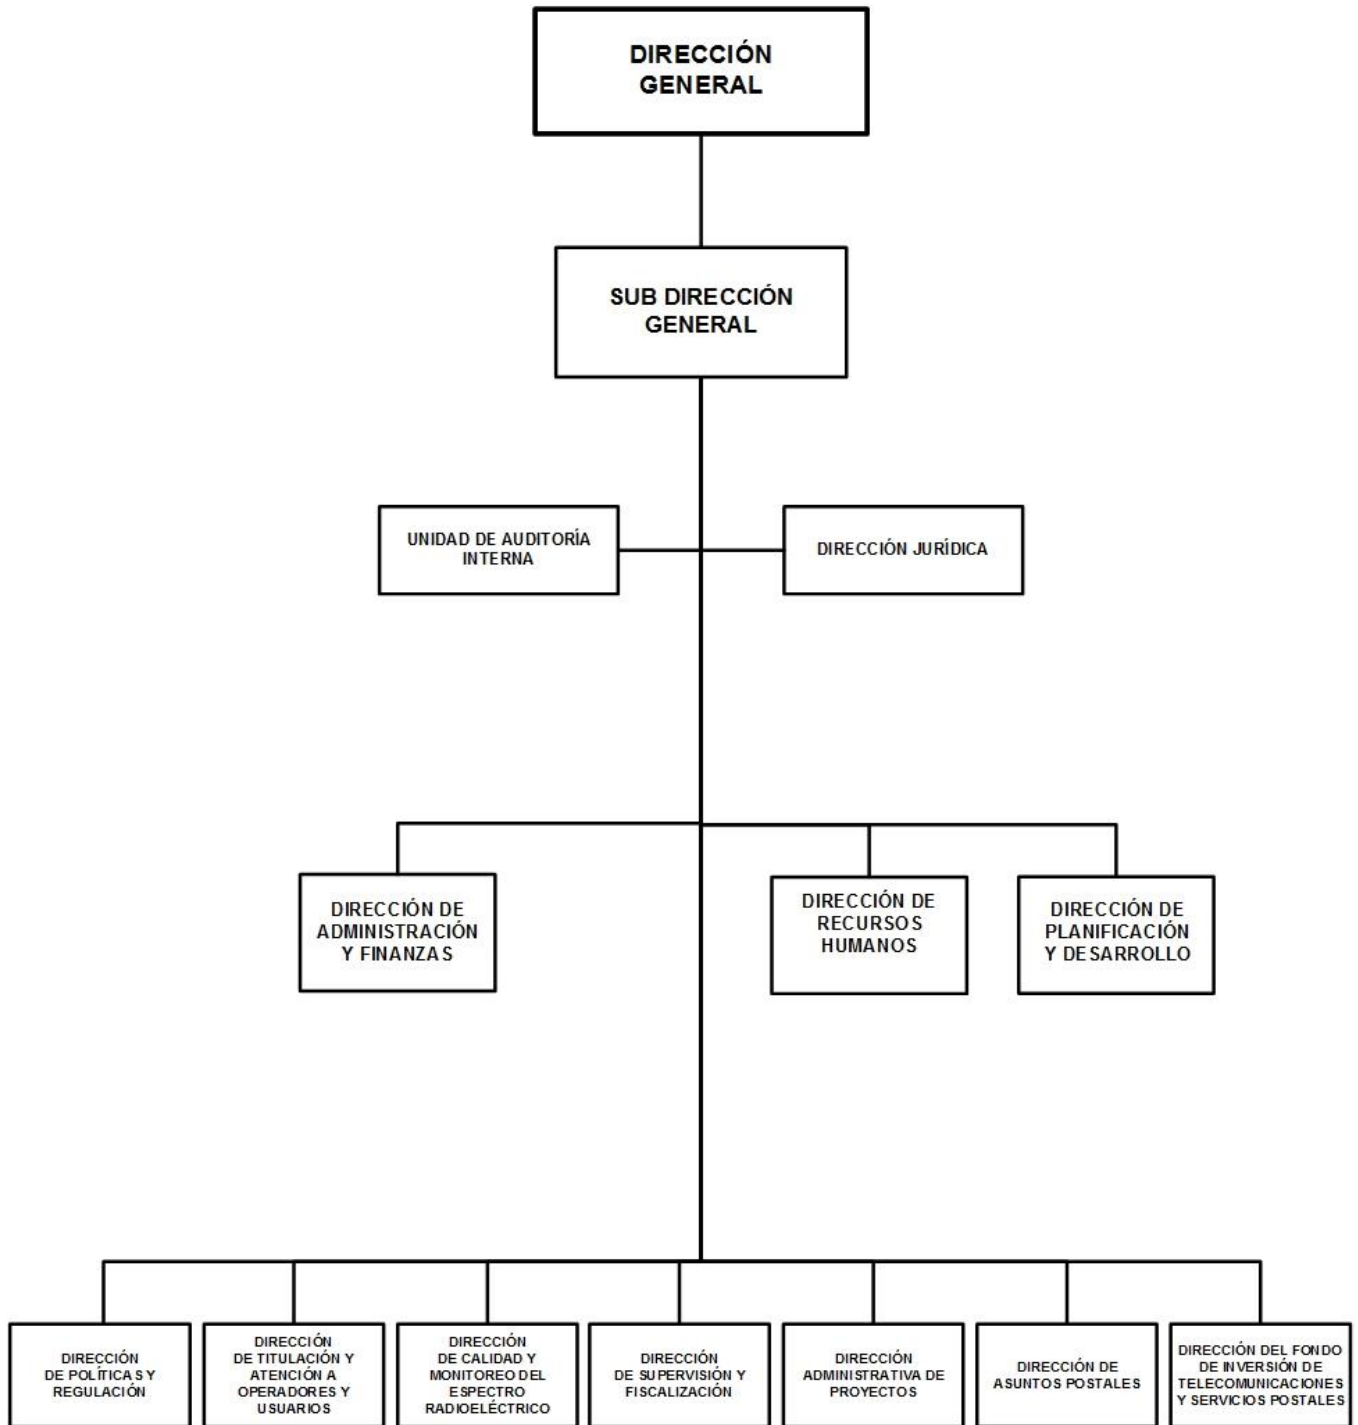 DIRECCIÓN
GENERAL
SUB DIRECCIÓN
GENERAL
UNIDAD DE AUDITORÍA
INTERNA
DIRECCIÓN JURÍDICA
DIRECCIÓN DE
ADMINISTRACIÓN
Y FINANZAS
DIRECCIÓN DE
RECURSOS
HUMANOS
DIRECCIÓN DE
PLANIFICACIÓN
Y DESARROLLO
DIRECCIÓN
DE POLÍTICAS Y
REGULACIÓN
DIRECCIÓN
DE TITULACIÓN Y
ATENCIÓN A
OPERADORES Y
USUARIOS
DIRECCIÓN
DE CALIDAD Y
MONITOREO DEL
ESPECTRO
RADIOELÉCTRICO
DIRECCIÓN
DE SUPERVISIÓN Y
FISCALIZACIÓN
DIRECCIÓN
ADMINISTRATIVA DE
PROYECTOS
DIRECCIÓN DE
ASUNTOS POSTALES
DIRECCIÓN DEL FONDO
DE INVERSIÓN DE
TELECOMUNICACIONES
Y SERVICIOS POSTALES